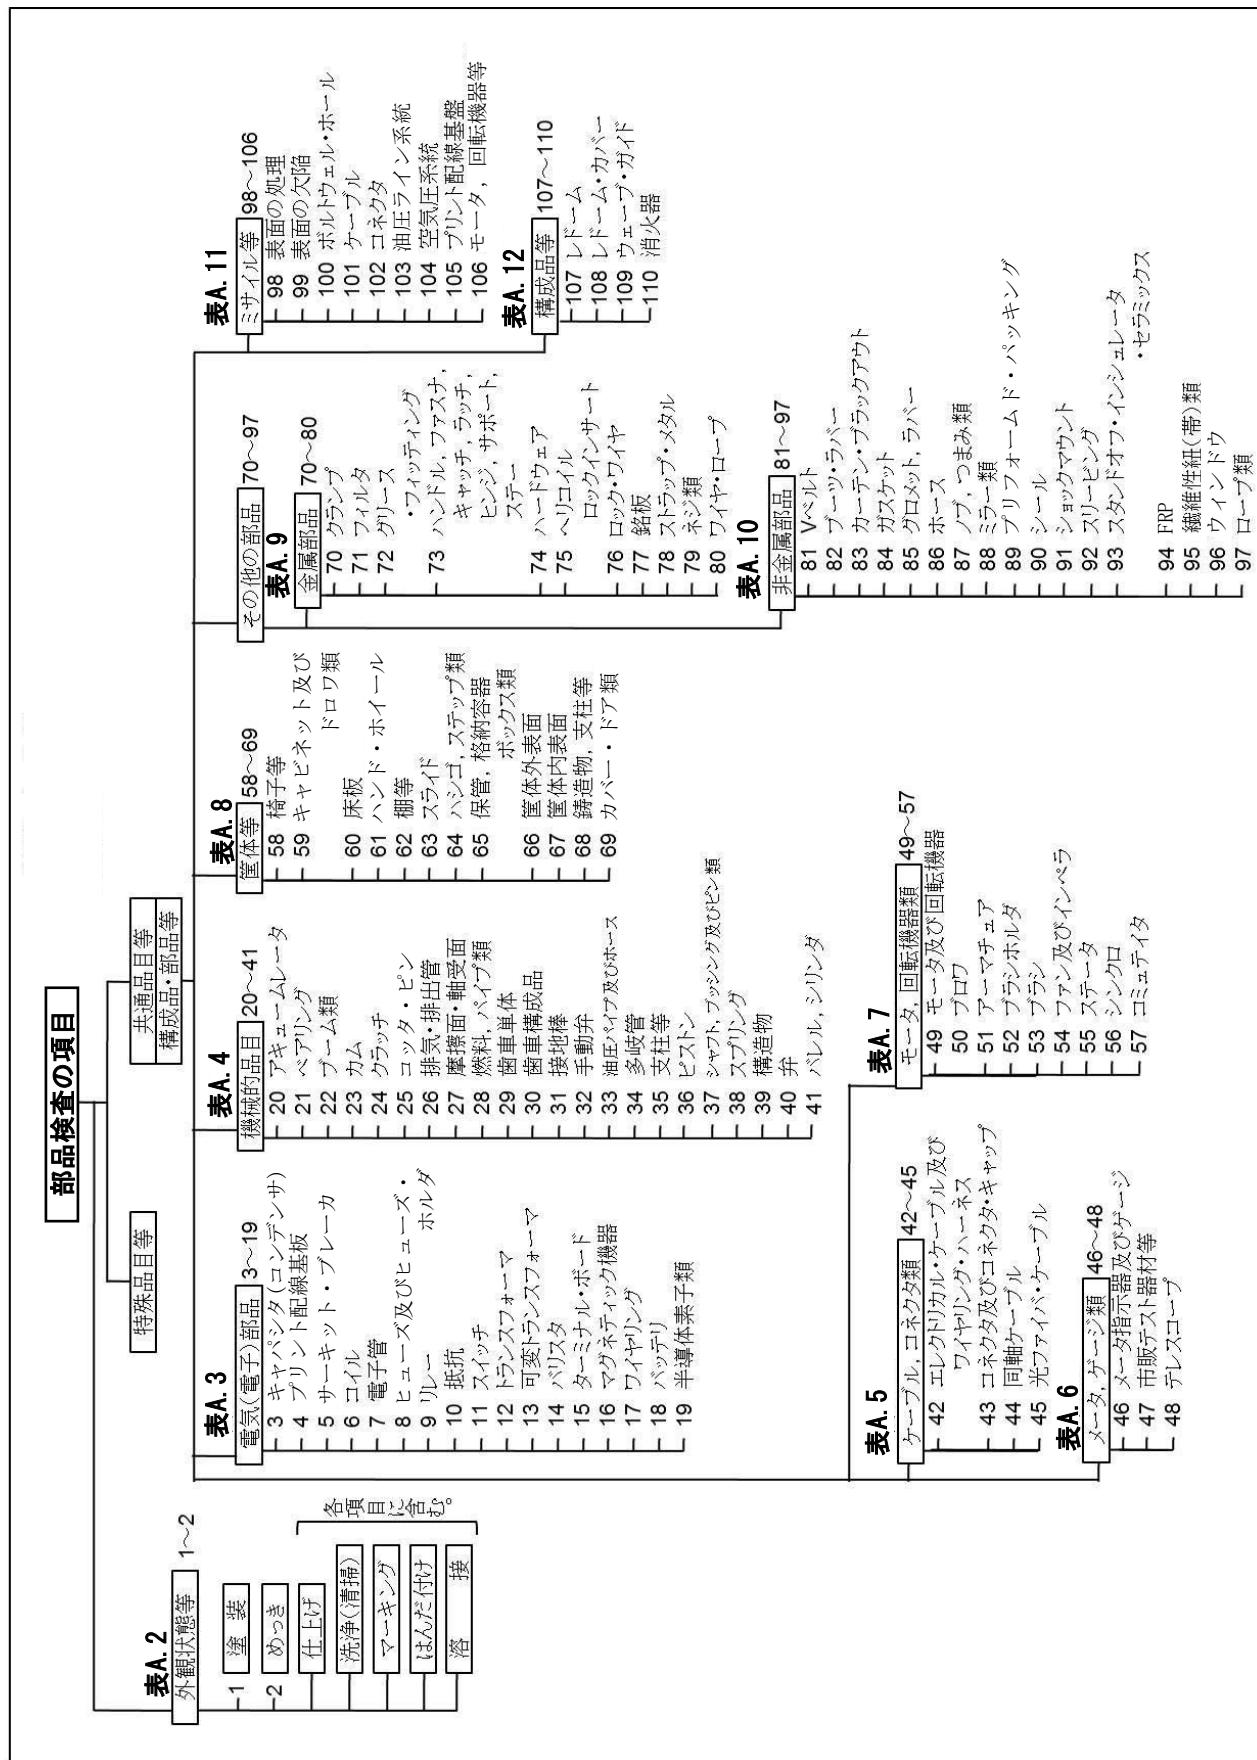 部品検査の項目
特殊品目等
共通品目等
構成品・部品等
表A. 2
外観状態等 1～2
1 塗 装
2 めっき
仕上げ
洗浄(清掃)
マーキング
はんだ付け
溶 接
各項目に含む。
表A. 3
電気(電子)部品 3～19
3 キャパシタ(コンデンサ)
4 プリント配線基板
5 サーキット・ブレーカ
6 コイル
7 電子管
8 ヒューズ及びヒューズ・
ホルダ
9 リレー
10 抵抗
11 スイッチ
12 トランスフォーマ
13 可変トランスフォーマ
14 バリスタ
15 ターミナル・ボード
16 マグネティック機器
17 ワイヤリング
18 バッテリ
19 半導体素子類
表A. 4
機械的品目 20～41
20 アキュームレータ
21 ベアリング
22 ブーム類
23 カム
24 クラッチ
25 コッタ・ピン
26 排気・排出管
27 摩擦面・軸受面
28 燃料, パイプ類
29 歯車単体
30 歯車構成品
31 接地棒
32 手動弁
33 油圧パイプ及びホース
34 多岐管
35 支柱等
36 ピストン
37 シャフト, ブッシング及びピン類
38 スプリング
39 構造物
40 弁
41 バレル, シリンダ
表A. 8
筐体等 58～69
58 椅子等
59 キャビネット及び
ドロワ類
60 床板
61 ハンド・ホイール
62 棚等
63 スライド
64 ハシゴ, ステップ類
65 保管, 格納容器
ボックス類
66 筐体外表面
67 筐体内表面
68 鋳造物, 支柱等
69 カバー・ドア類
その他の部品 70～97
表A. 9
金属部品 70～80
70 クランプ
71 フィルタ
72 グリース
・フィッティング
73 ハンドル, ファスナ,
キャッチ, ラッチ,
ヒンジ, サポート,
ステー
74 ハードウェア
75 ヘリコイル
ロックインサート
76 ロック・ワイヤ
77 銘板
78 ストラップ・メタル
79 ネジ類
80 ワイヤ・ロープ
表A. 10
非金属部品 81～97
81 Vベルト
82 ブーツ・ラバー
83 カーテン・ブラックアウト
84 ガスケット
85 グロメット, ラバー
86 ホース
87 ノブ, つまみ類
88 ミラー類
89 プリフォームド・パッキング
90 シール
91 ショックマウント
92 スリービング
93 スタンドオフ・インシュレータ
・セラミックス
94 FRP
95 繊維性紐(帯)類
96 ウィンドウ
97 ロープ類
表A. 11
ミサイル等 98～106
98 表面の処理
99 表面の欠陥
100 ボルトウェル・ホール
101 ケーブル
102 コネクタ
103 油圧ライン系統
104 空気圧系統
105 プリント配線基盤
106 モータ, 回転機器等
表A. 12
構成品等 107～110
107 レドーム
108 レドーム・カバー
109 ウェーブ・ガイド
110 消火器
表A. 5
ケーブル, コネクタ類 42～45
42 エレクトリカル・ケーブル及び
ワイヤリング・ハーネス
43 コネクタ及びコネクタ・キャップ
44 同軸ケーブル
45 光ファイバ・ケーブル
表A. 6
メータ, ゲージ類 46～48
46 メータ指示器及びゲージ
47 市販テスト器材等
48 テレスコープ
表A. 7
モータ, 回転機器類 49～57
49 モータ及び回転機器
50 ブロワ
51 アーマチュア
52 ブラシホルダ
53 ブラシ
54 ファン及びインペラ
55 ステータ
56 シンクロ
57 コミュテイタ